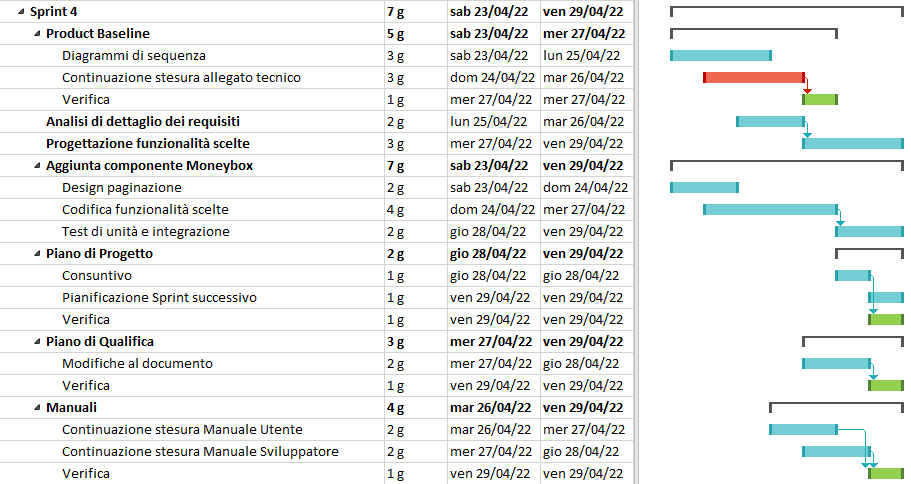 Sprint 4 7 g sab 23/04/22 ven 29/04/22
Product Baseline 5 g sab 23/04/22 mer 27/04/22
Diagrammi di sequenza 3 g sab 23/04/22 lun 25/04/22
Continuazione stesura allegato tecnico 3 g dom 24/04/22 mar 26/04/22
Verifica 1 g mer 27/04/22 mer 27/04/22
Analisi di dettaglio dei requisiti 2 g lun 25/04/22 mar 26/04/22
Progettazione funzionalità scelte 3 g mer 27/04/22 ven 29/04/22
Aggiunta componente Moneybox 7 g sab 23/04/22 ven 29/04/22
Design paginazione 2 g sab 23/04/22 dom 24/04/22
Codifica funzionalità scelte 4 g dom 24/04/22 mer 27/04/22
Test di unità e integrazione 2 g gio 28/04/22 ven 29/04/22
Piano di Progetto 2 g gio 28/04/22 ven 29/04/22
Consuntivo 1 g gio 28/04/22 gio 28/04/22
Pianificazione Sprint successivo 1 g ven 29/04/22 ven 29/04/22
Verifica 1 g ven 29/04/22 ven 29/04/22
Piano di Qualifica 3 g mer 27/04/22 ven 29/04/22
Modifiche al documento 2 g mer 27/04/22 gio 28/04/22
Verifica 1 g ven 29/04/22 ven 29/04/22
Manuali 4 g mar 26/04/22 ven 29/04/22
Continuazione stesura Manuale Utente 2 g mar 26/04/22 mer 27/04/22
Continuazione stesura Manuale Sviluppatore 2 g mer 27/04/22 gio 28/04/22
Verifica 1 g ven 29/04/22 ven 29/04/22